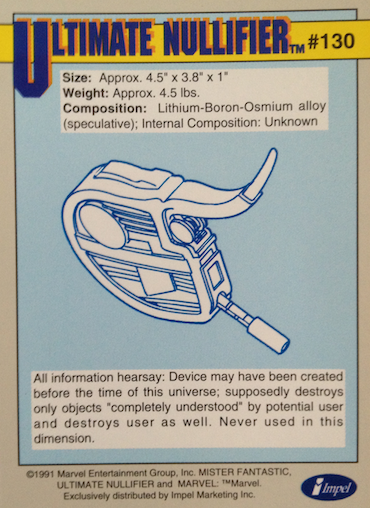 ULTIMATE NULLIFIER™ #130
Size: Approx. 4.5" x 3.8" x 1"
Weight: Approx. 4.5 lbs.
Composition: Lithium-Boron-Osmium alloy
(speculative); Internal Composition: Unknown
All information hearsay: Device may have been created
before the time of this universe; supposedly destroys
only objects "completely understood" by potential user
and destroys user as well. Never used in this
dimension.
©1991 Marvel Entertainment Group, Inc. MISTER FANTASTIC,
ULTIMATE NULLIFIER and MARVEL: ™Marvel.
Exclusively distributed by Impel Marketing Inc.
i Impel